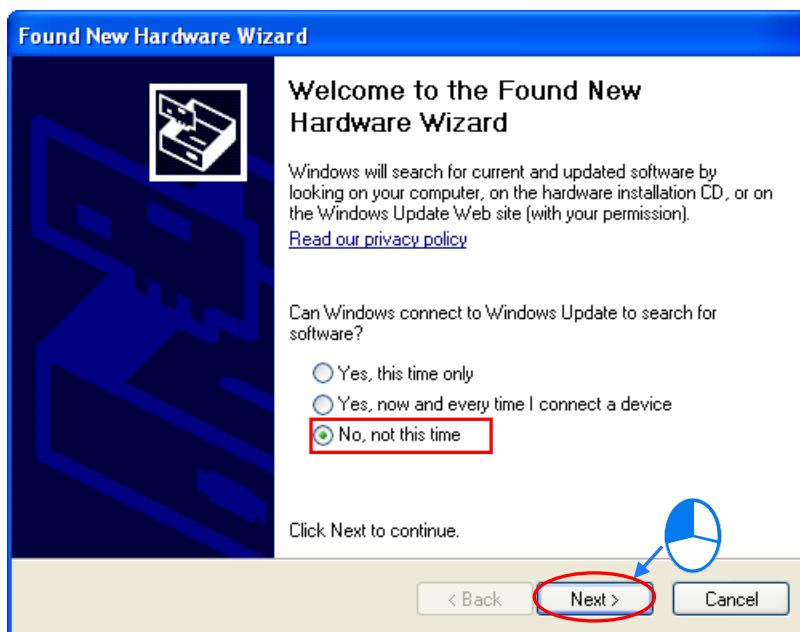 Found New Hardware Wizard
Welcome to the Found New
Hardware Wizard
Windows will search for current and updated software by
looking on your computer, on the hardware installation CD, or on
the Windows Update Web site (with your permission).
Read our privacy policy
Can Windows connect to Windows Update to search for
software?
Yes, this time only
Yes, now and every time I connect a device
No, not this time
Click Next to continue.
< Back
Next >
Cancel